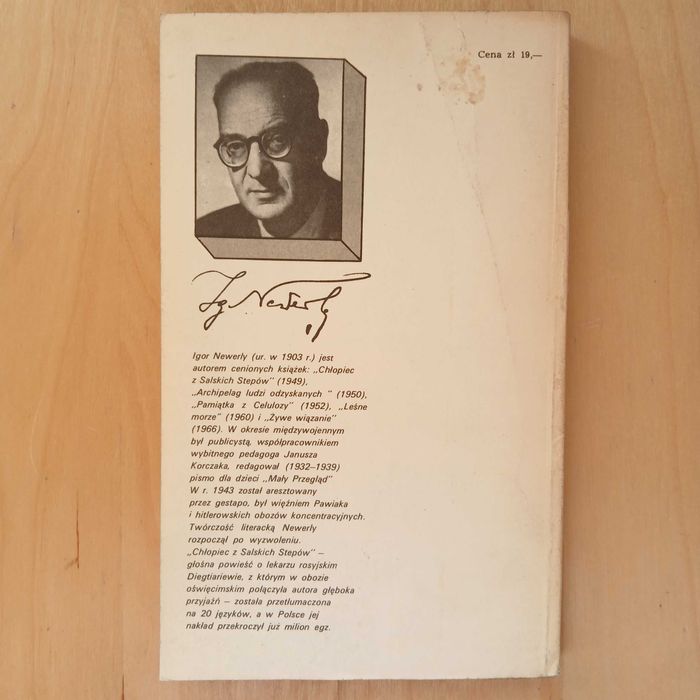 Cena zł 19,—
Ig Newerly
Igor Newerly (ur. w 1903 r.) jest
autorem cenionych książek: „Chłopiec
z Salskich Stepów" (1949),
„Archipelag ludzi odzyskanych " (1950),
„Pamiątka z Celulozy" (1952), „Leśne
morze" (1960) i „Żywe wiązanie"
(1966). W okresie międzywojennym
był publicystą, współpracownikiem
wybitnego pedagoga Janusza
Korczaka, redagował (1932–1939)
pismo dla dzieci „Mały Przegląd"
W r. 1943 został aresztowany
przez gestapo, był więźniem Pawiaka
i hitlerowskich obozów koncentracyjnych.
Twórczość literacką Newerly
rozpoczął po wyzwoleniu.
„Chłopiec z Salskich Stepów" –
głośna powieść o lekarzu rosyjskim
Diegtiariewie, z którym w obozie
oświęcimskim połączyła autora głęboka
przyjaźń – została przetłumaczona
na 20 języków, a w Polsce jej
nakład przekroczył już milion egz.